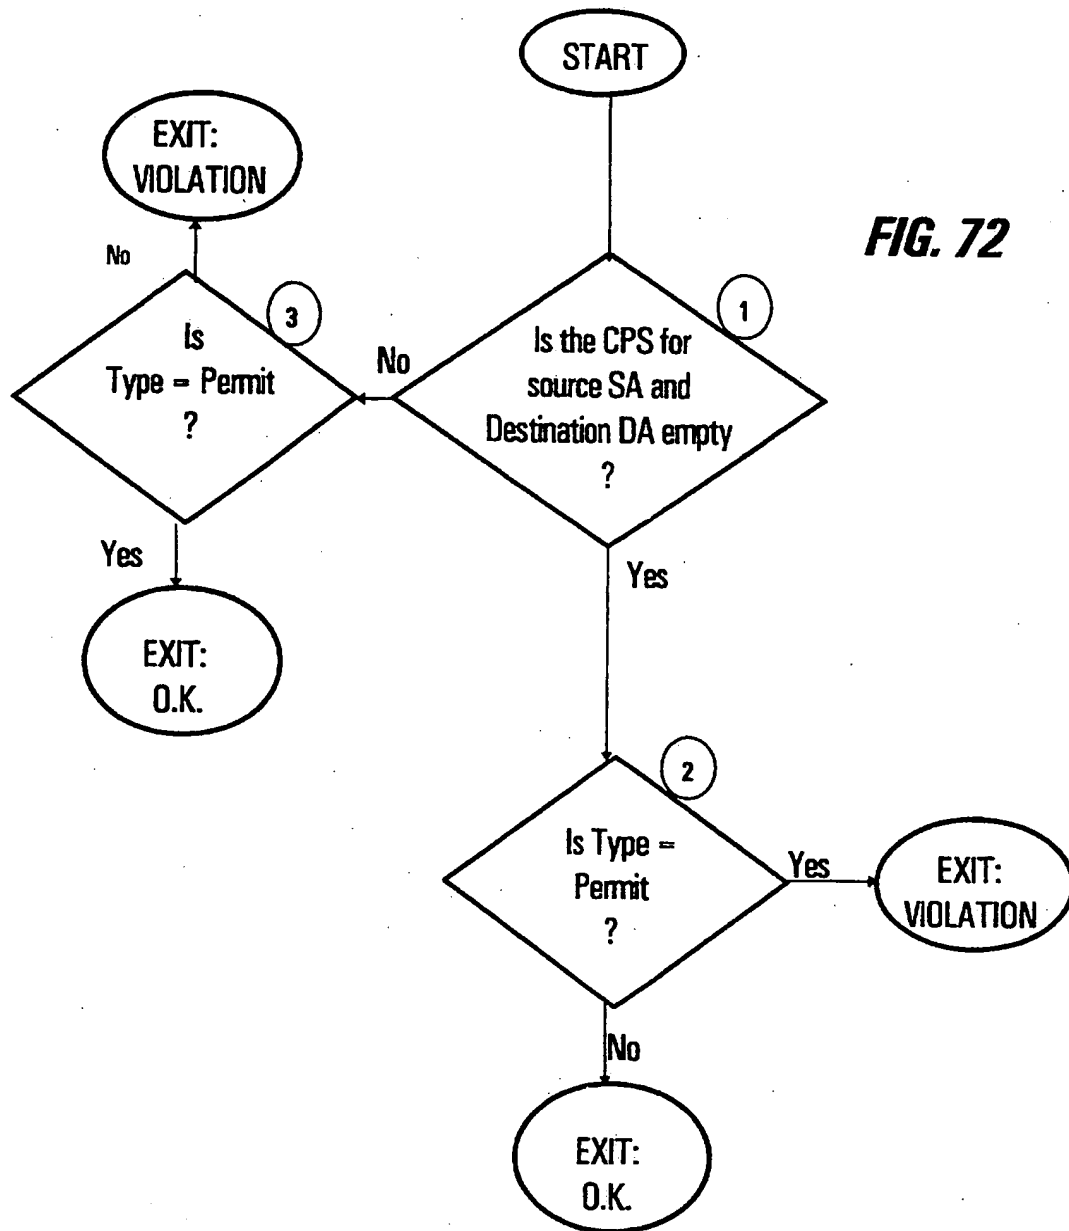 START
EXIT:
VIOLATION
FIG. 72
No
3
1
Is
Type = Permit
?
No
Is the CPS for
source SA and
Destination DA empty
?
Yes
Yes
EXIT:
O.K.
2
Is Type =
Permit
?
Yes
EXIT:
VIOLATION
No
EXIT:
O.K.